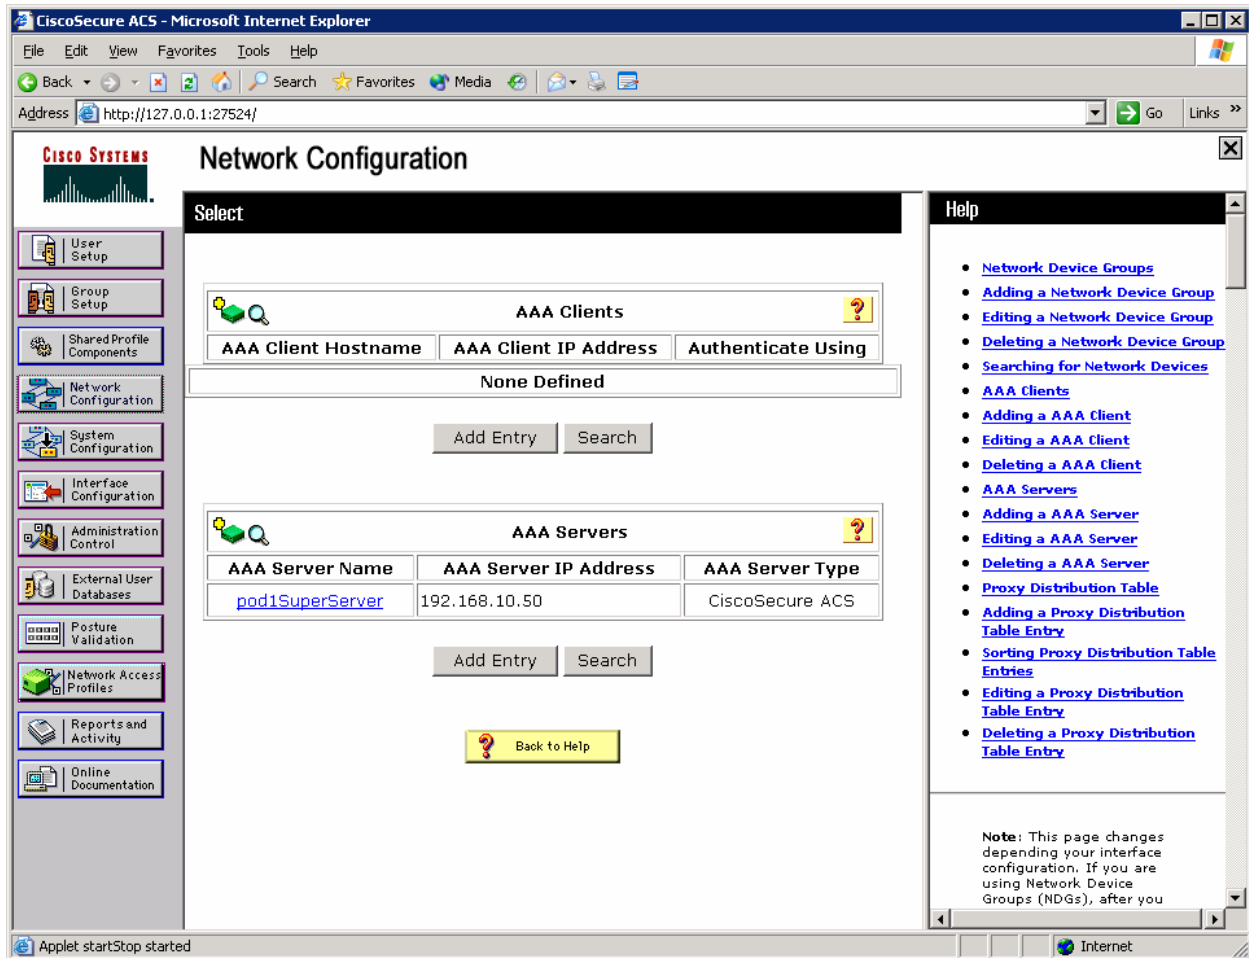 CiscoSecure ACS - Microsoft Internet Explorer
File Edit View Favorites Tools Help
Back Search Favorites Media
Address http://127.0.0.1:27524/ Go Links »
CISCO SYSTEMS
Network Configuration
Select
User
Setup
Group
Setup
Shared Profile
Components
Network
Configuration
System
Configuration
Interface
Configuration
Administration
Control
External User
Databases
Posture
Validation
Network Access
Profiles
Reports and
Activity
Online
Documentation
AAA Clients ?
AAA Client Hostname AAA Client IP Address Authenticate Using
None Defined
Add Entry Search
AAA Servers ?
AAA Server Name AAA Server IP Address AAA Server Type
pod1SuperServer 192.168.10.50 CiscoSecure ACS
Add Entry Search
? Back to Help
Help
Network Device Groups
Adding a Network Device Group
Editing a Network Device Group
Deleting a Network Device Group
Searching for Network Devices
AAA Clients
Adding a AAA Client
Editing a AAA Client
Deleting a AAA Client
AAA Servers
Adding a AAA Server
Editing a AAA Server
Deleting a AAA Server
Proxy Distribution Table
Adding a Proxy Distribution
Table Entry
Sorting Proxy Distribution Table
Entries
Editing a Proxy Distribution
Table Entry
Deleting a Proxy Distribution
Table Entry
Note: This page changes
depending your interface
configuration. If you are
using Network Device
Groups (NDGs), after you
Applet startStop started Internet